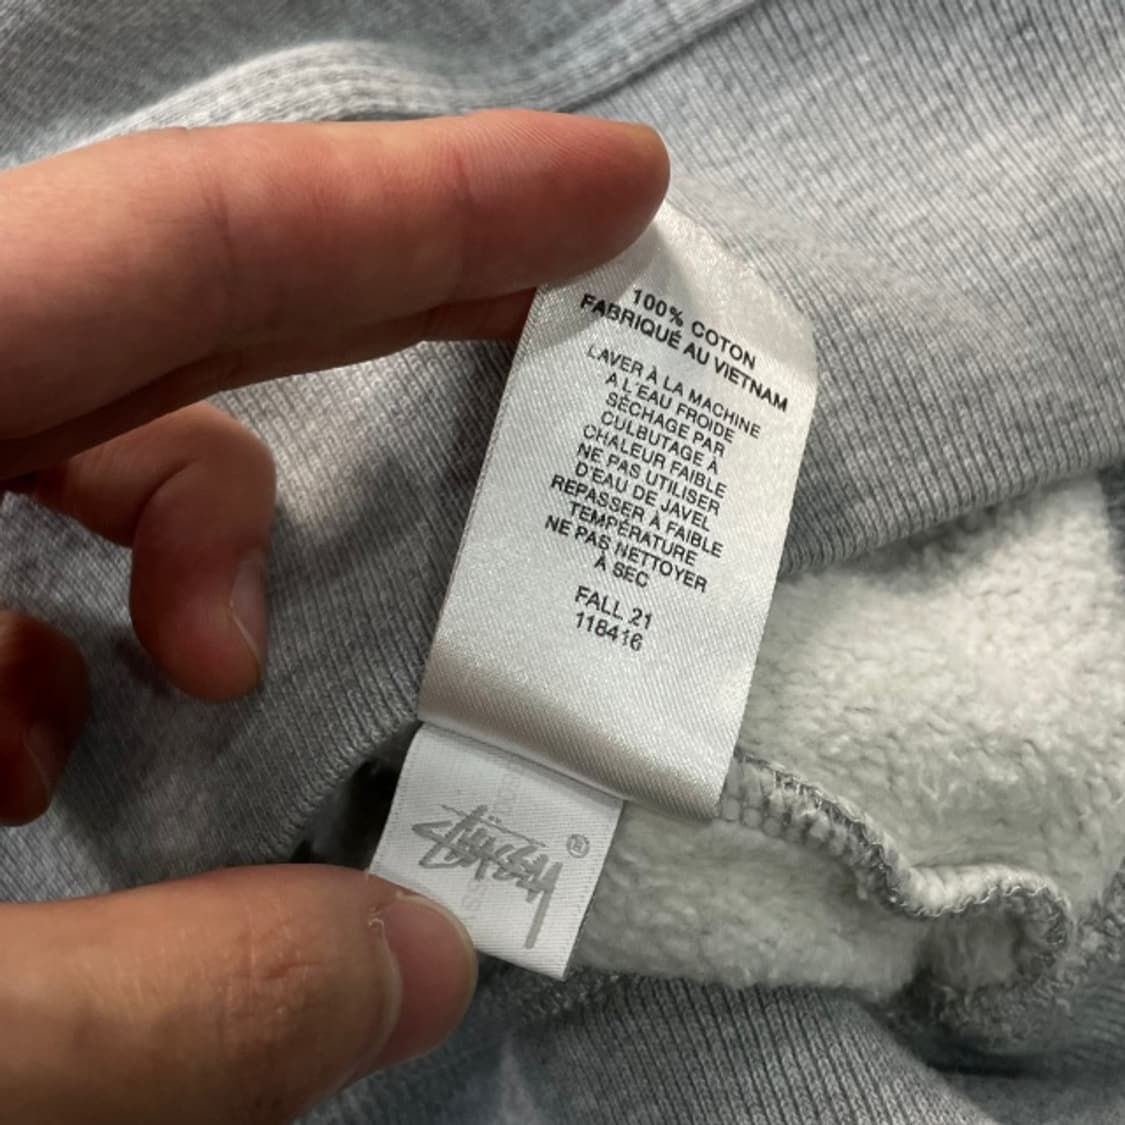 100% COTON
FABRIQUÉ AU VIETNAM
LAVER À LA MACHINE
A L'EAU FROIDE
SÉCHAGE PAR
CULBUTAGE À
CHALEUR FAIBLE
NE PAS UTILISER
D'EAU DE JAVEL
REPASSER À FAIBLE
TEMPÉRATURE
NE PAS NETTOYER
À SEC
FALL 21
118416
STÜSSY ®